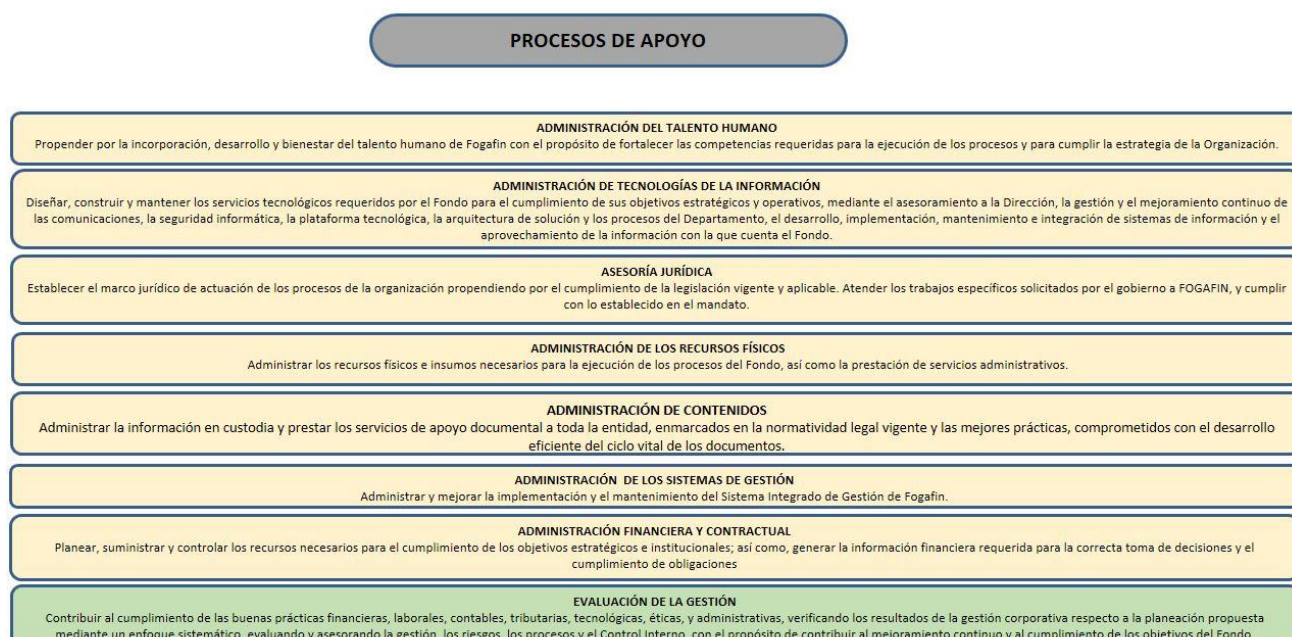 PROCESOS DE APOYO
ADMINISTRACIÓN DEL TALENTO HUMANO
Propender por la incorporación, desarrollo y bienestar del talento humano de Fogafin con el propósito de fortalecer las competencias requeridas para la ejecución de los procesos y para cumplir la estrategia de la Organización.
ADMINISTRACIÓN DE TECNOLOGÍAS DE LA INFORMACIÓN
Diseñar, construir y mantener los servicios tecnológicos requeridos por el Fondo para el cumplimiento de sus objetivos estratégicos y operativos, mediante el asesoramiento a la Dirección, la gestión y el mejoramiento continuo de
las comunicaciones, la seguridad informática, la plataforma tecnológica, la arquitectura de solución y los procesos del Departamento, el desarrollo, implementación, mantenimiento e integración de sistemas de información y el
aprovechamiento de la información con la que cuenta el Fondo.
ASESORÍA JURÍDICA
Establecer el marco jurídico de actuación de los procesos de la organización propendiendo por el cumplimiento de la legislación vigente y aplicable. Atender los trabajos específicos solicitados por el gobierno a FOGAFIN, y cumplir
con lo establecido en el mandato.
ADMINISTRACIÓN DE LOS RECURSOS FÍSICOS
Administrar los recursos físicos e insumos necesarios para la ejecución de los procesos del Fondo, así como la prestación de servicios administrativos.
ADMINISTRACIÓN DE CONTENIDOS
Administrar la información en custodia y prestar los servicios de apoyo documental a toda la entidad, enmarcados en la normatividad legal vigente y las mejores prácticas, comprometidos con el desarrollo
eficiente del ciclo vital de los documentos.
ADMINISTRACIÓN DE LOS SISTEMAS DE GESTIÓN
Administrar y mejorar la implementación y el mantenimiento del Sistema Integrado de Gestión de Fogafin.
ADMINISTRACIÓN FINANCIERA Y CONTRACTUAL
Planear, suministrar y controlar los recursos necesarios para el cumplimiento de los objetivos estratégicos e institucionales; así como, generar la información financiera requerida para la correcta toma de decisiones y el
cumplimiento de obligaciones
EVALUACIÓN DE LA GESTIÓN
Contribuir al cumplimiento de las buenas prácticas financieras, laborales, contables, tributarias, tecnológicas, éticas, y administrativas, verificando los resultados de la gestión corporativa respecto a la planeación propuesta
mediante un enfoque sistemático, evaluando y asesorando la gestión, los riesgos, los procesos y el Control Interno, con el propósito de contribuir al mejoramiento continuo y al cumplimiento de los objetivos del Fondo